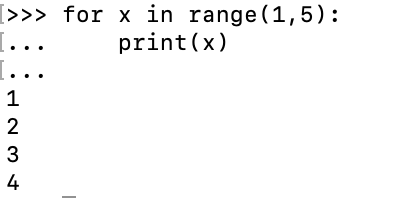 [>>> for x in range(1,5):
[...     print(x)
[...
1
2
3
4